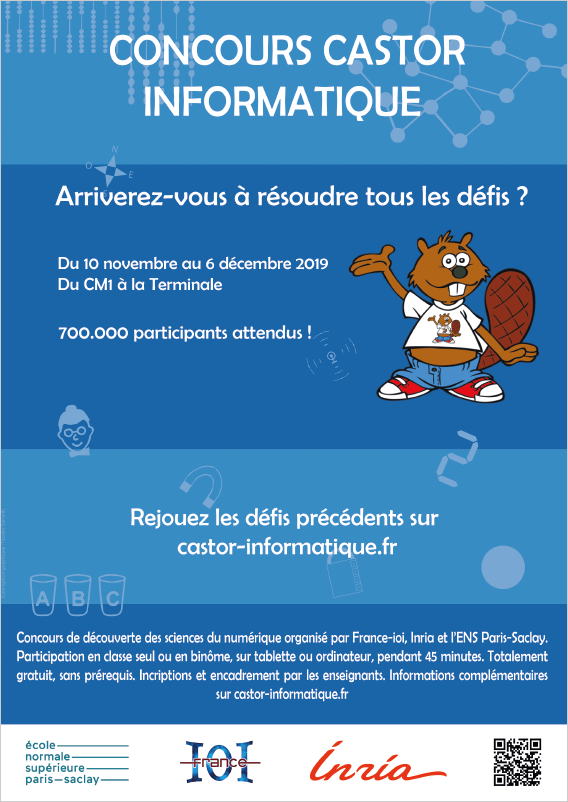 CONCOURS CASTOR
INFORMATIQUE
N
O
E
Arriverez-vous à résoudre tous les défis ?
Du 10 novembre au 6 décembre 2019
Du CM1 à la Terminale
700.000 participants attendus !
Rejouez les défis précédents sur
castor-informatique.fr
A B C
Concours de découverte des sciences du numérique organisé par France-ioi, Inria et l'ENS Paris-Saclay.
Participation en classe seul ou en binôme, sur tablette ou ordinateur, pendant 45 minutes. Totalement
gratuit, sans prérequis. Incriptions et encadrement par les enseignants. Informations complémentaires
sur castor-informatique.fr
école
normale
supérieure
paris-saclay
IOI
france
Inria